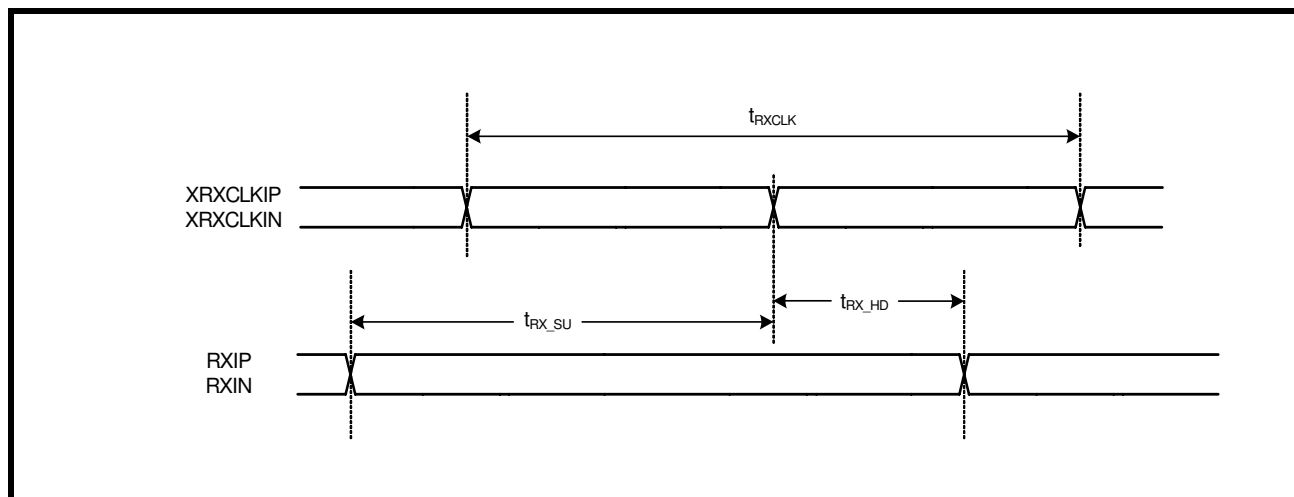 tRXCLK
XRXCLKIP
XRXCLKIN
tRX_SU
tRX_HD
RXIP
RXIN